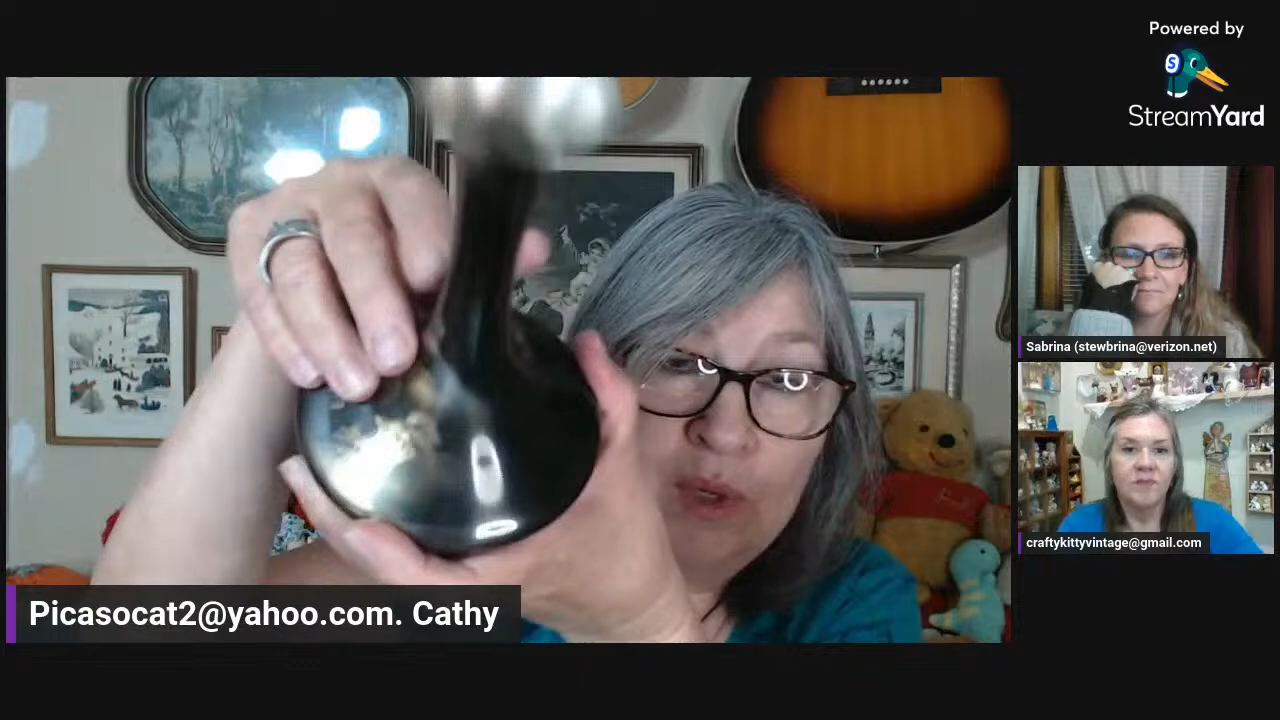 Powered by
S
StreamYard
Sabrina (stewbrina@verizon.net)
craftykittyvintage@gmail.com
Picasocat2@yahoo.com. Cathy